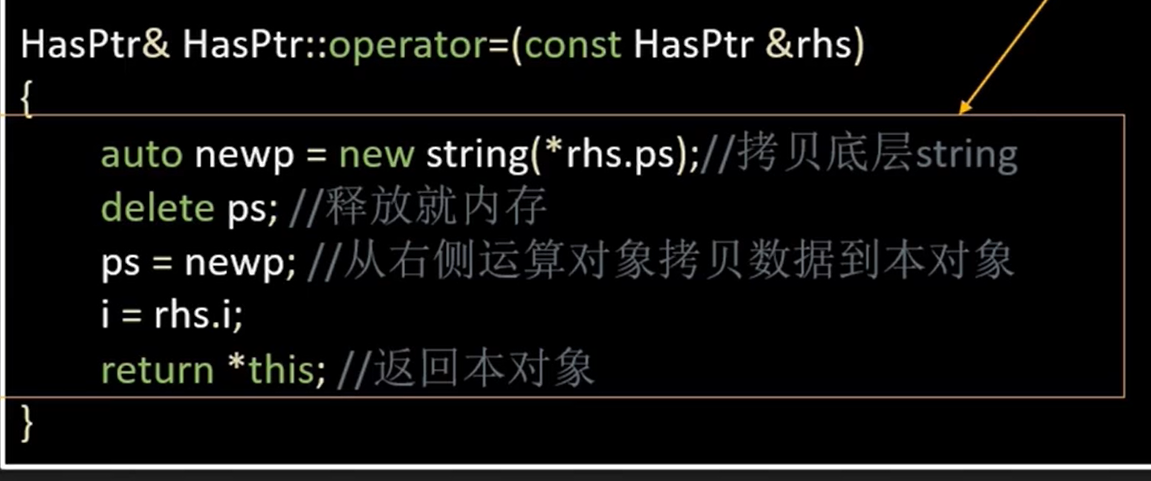 HasPtr& HasPtr::operator=(const HasPtr &rhs)
{
auto newp = new string(*rhs.ps);//拷贝底层string
delete ps; //释放就内存
ps = newp; //从右侧运算对象拷贝数据到本对象
i = rhs.i;
return *this; //返回本对象
}